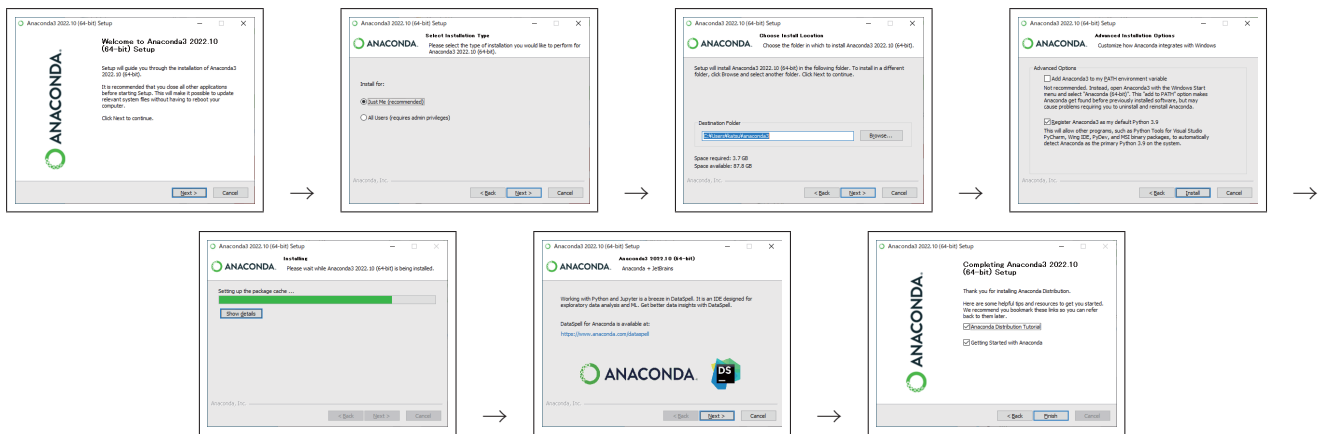 Anaconda3 2022.10 (64-bit) Setup
ANACONDA.
Welcome to Anaconda3 2022.10
(64-bit) Setup
Setup will guide you through the installation of Anaconda3
2022.10 (64-bit).
It is recommended that you close all other applications
before starting Setup. This will make it possible to update
relevant system files without having to reboot your
computer.
Click Next to continue.
Next >
Cancel
→
Anaconda3 2022.10 (64-bit) Setup
ANACONDA.
Select Installation Type
Please select the type of installation you would like to perform for
Anaconda3 2022.10 (64-bit).
Install for:
Just Me (recommended)
All Users (requires admin privileges)
Anaconda, Inc.
< Back
Next >
Cancel
→
Anaconda3 2022.10 (64-bit) Setup
ANACONDA.
Choose Install Location
Choose the folder in which to install Anaconda3 2022.10 (64-bit).
Setup will install Anaconda3 2022.10 (64-bit) in the following folder. To install in a different
folder, click Browse and select another folder. Click Next to continue.
Destination Folder
C:¥Users¥katsu¥anaconda3
Browse...
Space required: 3.7 GB
Space available: 87.8 GB
Anaconda, Inc.
< Back
Next >
Cancel
→
Anaconda3 2022.10 (64-bit) Setup
ANACONDA.
Advanced Installation Options
Customize how Anaconda integrates with Windows
Advanced Options
Add Anaconda3 to my PATH environment variable
Not recommended. Instead, open Anaconda3 with the Windows Start
menu and select "Anaconda (64-bit)". This "add to PATH" option makes
Anaconda get found before previously installed software, but may
cause problems requiring you to uninstall and reinstall Anaconda.
Register Anaconda3 as my default Python 3.9
This will allow other programs, such as Python Tools for Visual Studio
PyCharm, Wing IDE, PyDev, and MSI binary packages, to automatically
detect Anaconda as the primary Python 3.9 on the system.
Anaconda, Inc.
< Back
Install
Cancel
→
Anaconda3 2022.10 (64-bit) Setup
ANACONDA.
Installing
Please wait while Anaconda3 2022.10 (64-bit) is being installed.
Setting up the package cache ...
Show details
Anaconda, Inc.
< Back
Next >
Cancel
→
Anaconda3 2022.10 (64-bit) Setup
ANACONDA.
Anaconda3 2022.10 (64-bit)
Anaconda + JetBrains
Working with Python and Jupyter is a breeze in DataSpell. It is an IDE designed for
exploratory data analysis and ML. Get better data insights with DataSpell.
DataSpell for Anaconda is available at:
https://www.anaconda.com/dataspell
ANACONDA.
DS
Anaconda, Inc.
< Back
Next >
Cancel
→
Anaconda3 2022.10 (64-bit) Setup
ANACONDA.
Completing Anaconda3 2022.10
(64-bit) Setup
Thank you for installing Anaconda Distribution.
Here are some helpful tips and resources to get you started.
We recommend you bookmark these links so you can refer
back to them later.
Anaconda Distribution Tutorial
Getting Started with Anaconda
< Back
Finish
Cancel